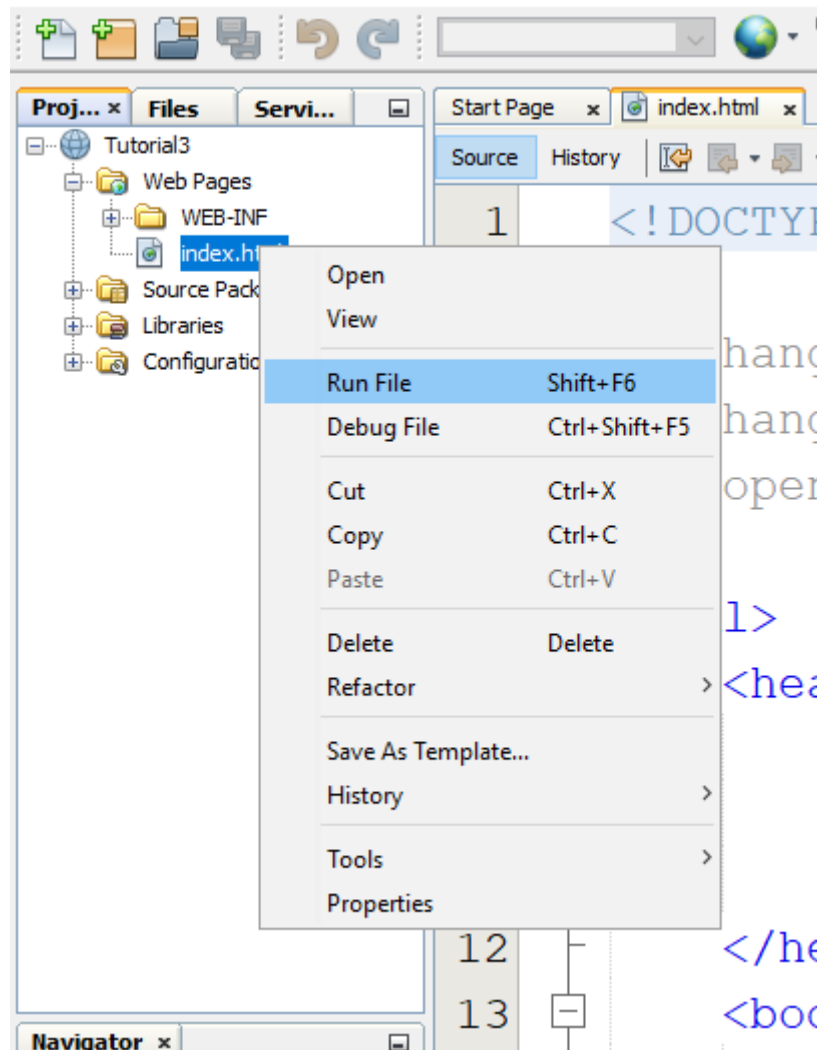 Proj... × Files Servi...
Start Page x index.html x
Tutorial3
Source History
Web Pages
WEB-INF
1 <!DOCTYP
index.ht
Open
Source Pack
View
Libraries
hang
Configuratio
Run File Shift+F6
Debug File Ctrl+Shift+F5
hang
Cut Ctrl+X
open
Copy Ctrl+C
Paste Ctrl+V
l>
Delete Delete
Refactor >
<hea
Save As Template...
History >
Tools >
Properties
12 </he
13 <bod
Navigator ×